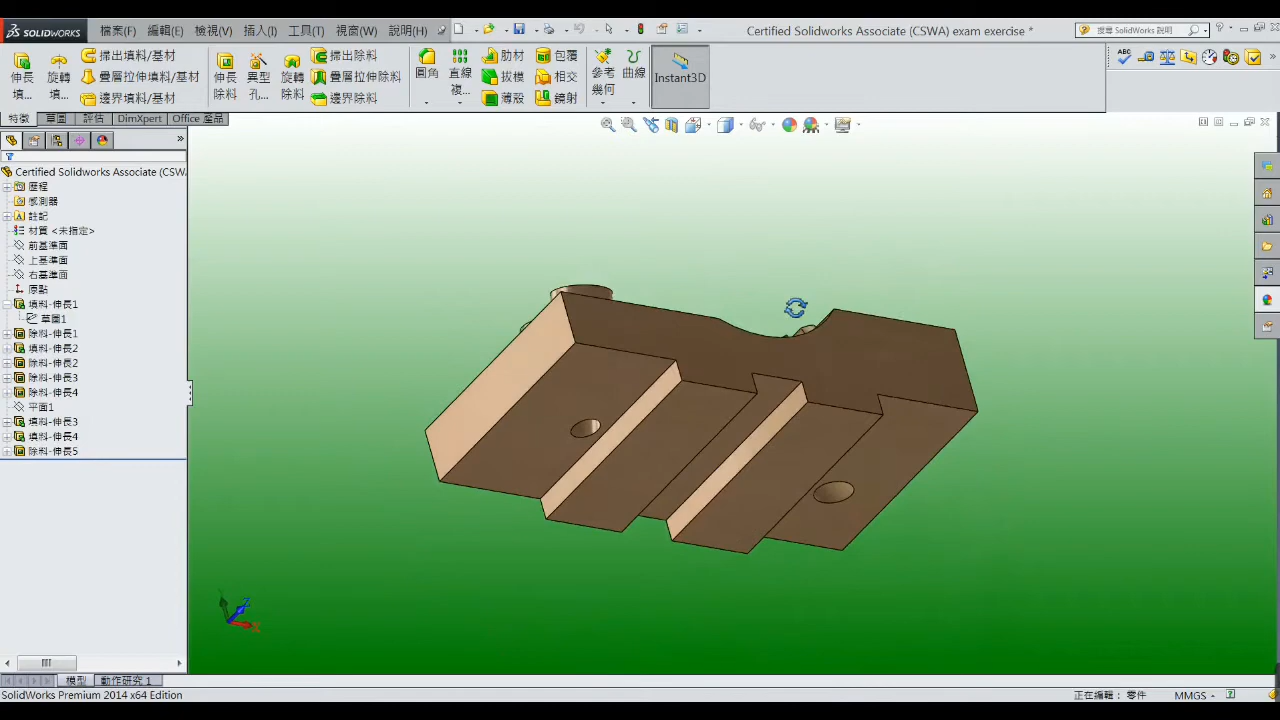 SOLIDWORKS 檔案(F) 編輯(E) 檢視(V) 插入(I) 工具(T) 視窗(W) 說明(H) Certified Solidworks Associate (CSWA) exam exercise * 搜尋 SolidWorks 說明
伸長填... 旋轉填... 掃出填料/基材 疊層拉伸填料/基材 邊界填料/基材 伸長除料 異型孔... 旋轉除料 掃出除料 疊層拉伸除料 邊界除料 圓角 直線複... 肋材 拔模 薄殼 包覆 相交 鏡射 參考幾何 曲線 Instant3D
特徵 草圖 評估 DimXpert Office 產品
Certified Solidworks Associate (CSWA
歷程
感測器
註記
材質 <未指定>
前基準面
上基準面
右基準面
原點
填料-伸長1
草圖1
除料-伸長1
填料-伸長2
除料-伸長2
除料-伸長3
除料-伸長4
平面1
填料-伸長3
填料-伸長4
除料-伸長5
模型 動作研究 1
SolidWorks Premium 2014 x64 Edition 正在編輯: 零件 MMGS